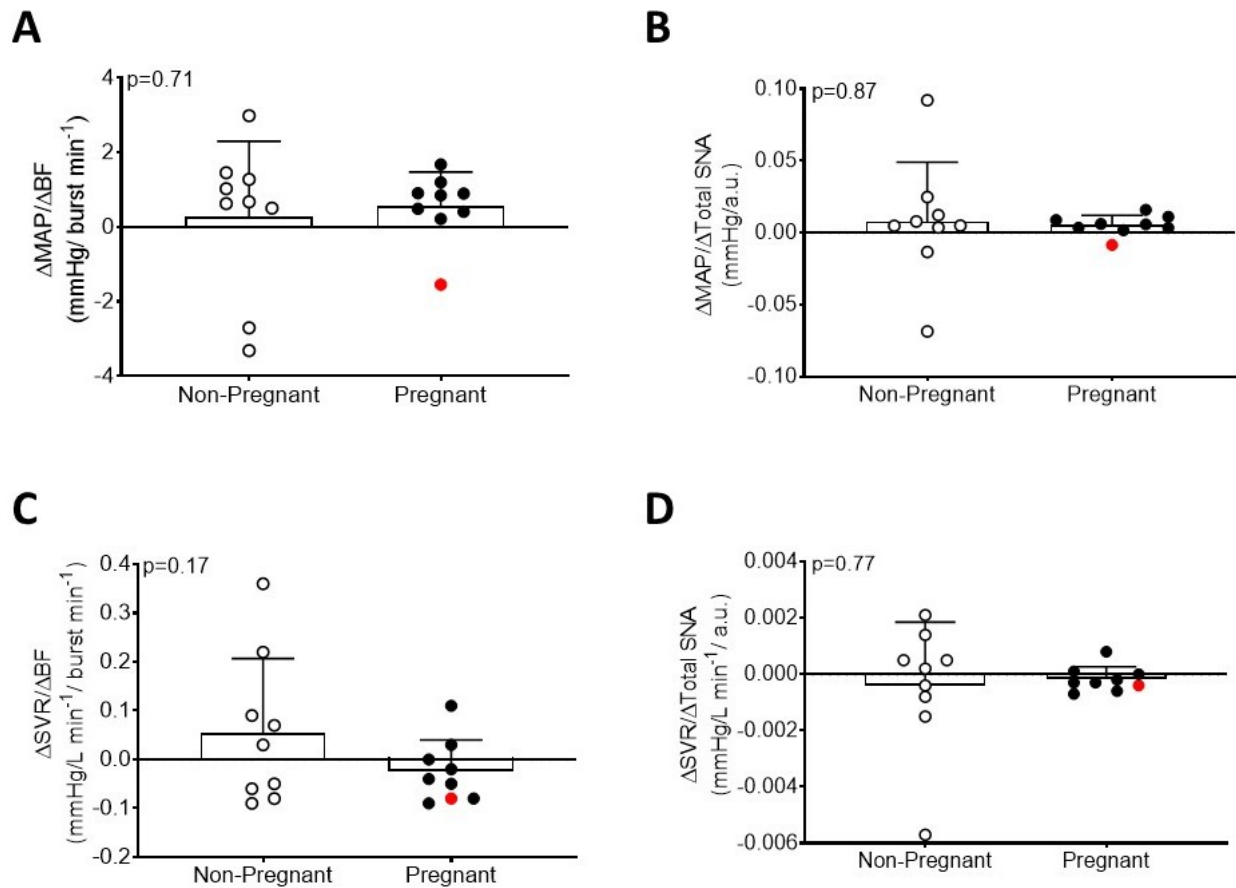 A
p=0.71
ΔMAP/ΔBF
(mmHg/ burst min⁻¹)
4
2
0
-2
-4
Non-Pregnant
Pregnant
B
p=0.87
ΔMAP/ΔTotal SNA
(mmHg/a.u.)
0.10
0.05
0.00
-0.05
-0.10
Non-Pregnant
Pregnant
C
p=0.17
ΔSVR/ΔBF
(mmHg/L min⁻¹/ burst min⁻¹)
0.4
0.3
0.2
0.1
0.0
-0.1
-0.2
Non-Pregnant
Pregnant
D
p=0.77
ΔSVR/ΔTotal SNA
(mmHg/L min⁻¹/ a.u.)
0.004
0.002
0.000
-0.002
-0.004
-0.006
Non-Pregnant
Pregnant